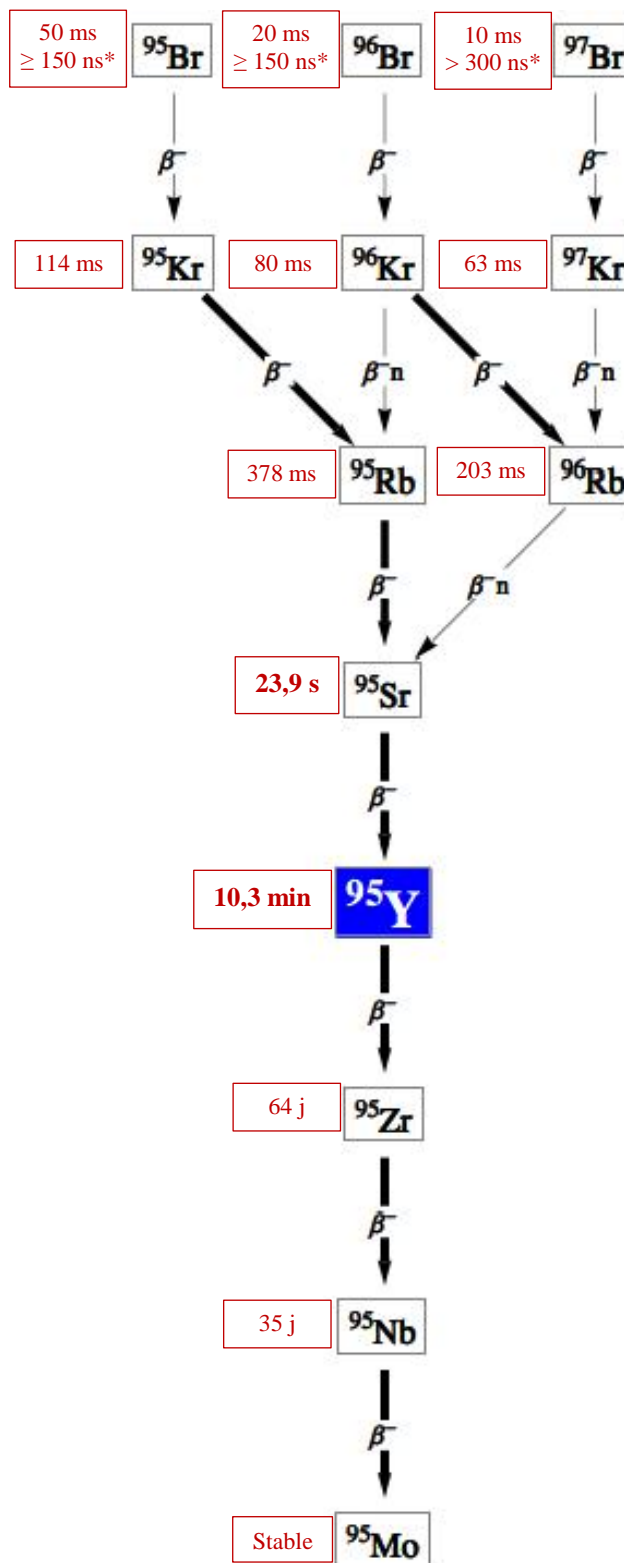 50 ms
≥ 150 ns*
⁹⁵Br
20 ms
≥ 150 ns*
⁹⁶Br
10 ms
> 300 ns*
⁹⁷Br
β⁻
β⁻
β⁻
114 ms
⁹⁵Kr
80 ms
⁹⁶Kr
63 ms
⁹⁷Kr
β⁻
β⁻n
β⁻
β⁻n
378 ms
⁹⁵Rb
203 ms
⁹⁶Rb
β⁻
β⁻n
23,9 s
⁹⁵Sr
β⁻
10,3 min
⁹⁵Y
β⁻
64 j
⁹⁵Zr
β⁻
35 j
⁹⁵Nb
β⁻
Stable
⁹⁵Mo